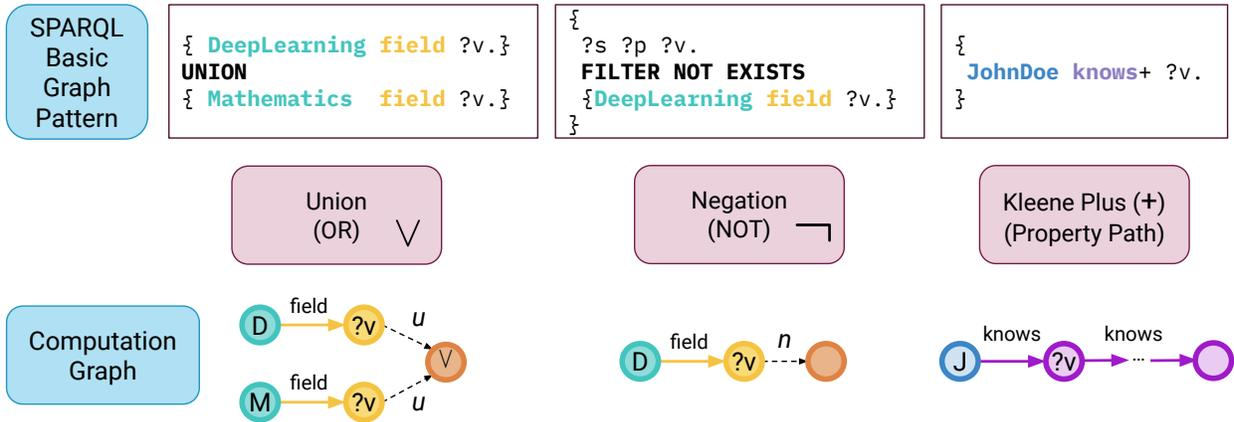 SPARQL
Basic
Graph
Pattern
{ DeepLearning field ?v.}
UNION
{ Mathematics field ?v.}
{
?s ?p ?v.
FILTER NOT EXISTS
{DeepLearning field ?v.}
}
{
JohnDoe knows+ ?v.
}
Union
(OR) ∨
Negation
(NOT) ¬
Kleene Plus (+)
(Property Path)
Computation
Graph
field
D ?v u
∨
field
M ?v u
field n
D ?v
knows knows
J ?v ...